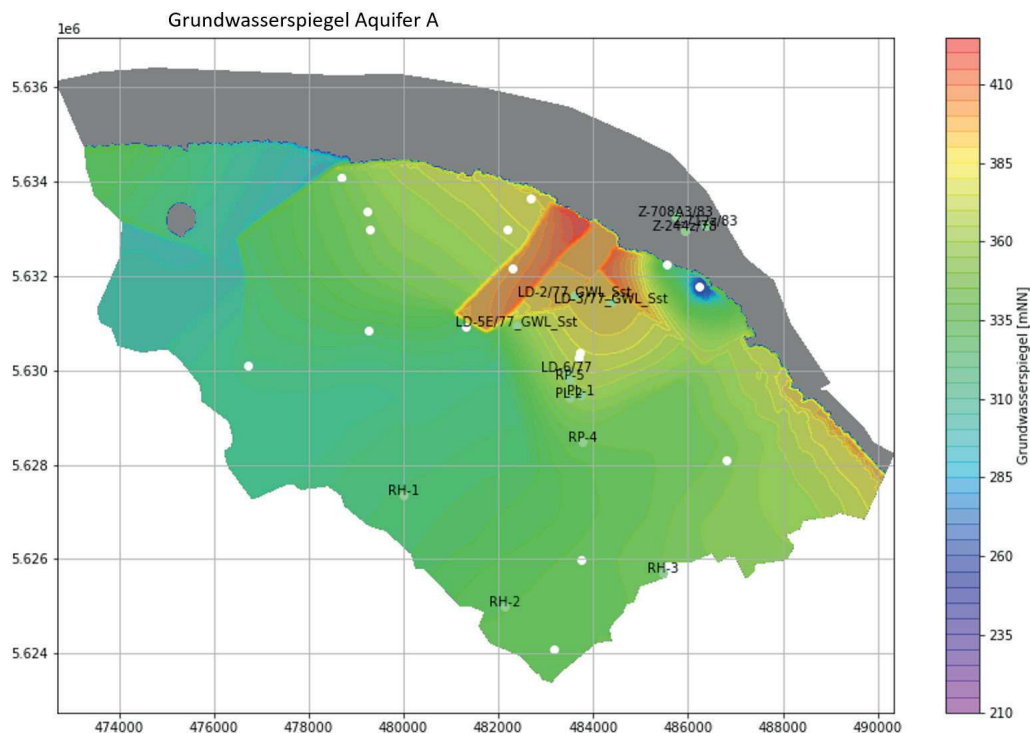 Grundwasserspiegel Aquifer A
1e6
5.636
5.634
5.632
5.630
5.628
5.626
5.624
Z-708A3/83
Z-244z/78
LD-2/77_GWL_Sst
LD-3/77_GWL_Sst
LD-5E/77_GWL_Sst
LD-6/77
RP-5
PL-1
RP-4
RH-1
RH-3
RH-2
474000
476000
478000
480000
482000
484000
486000
488000
490000
410
385
360
335
310
285
260
235
210
Grundwasserspiegel [mNN]